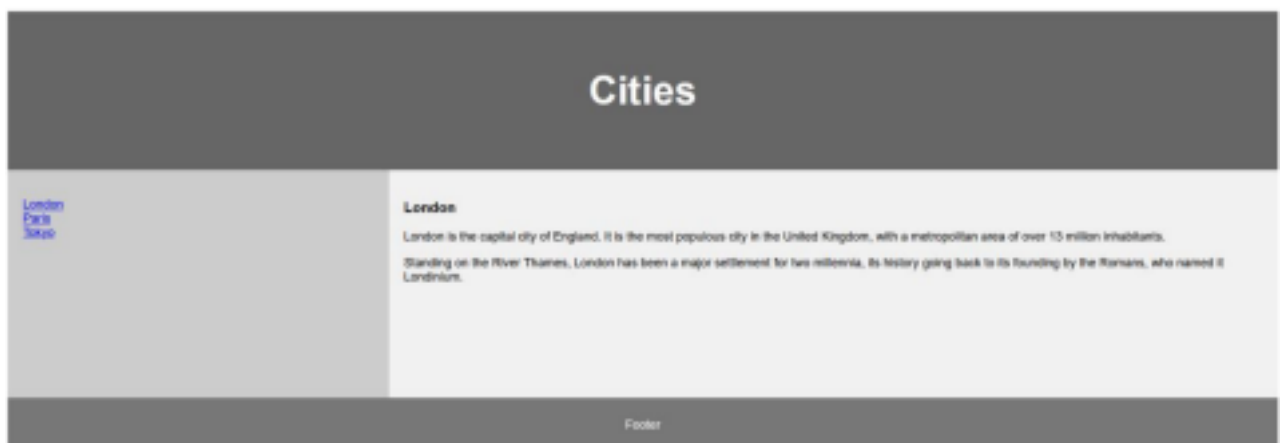 Cities
London
Paris
Tokyo
London
London is the capital city of England. It is the most populous city in the United Kingdom, with a metropolitan area of over 13 million inhabitants.
Standing on the River Thames, London has been a major settlement for two millennia, its history going back to its founding by the Romans, who named it
Londinium.
Footer